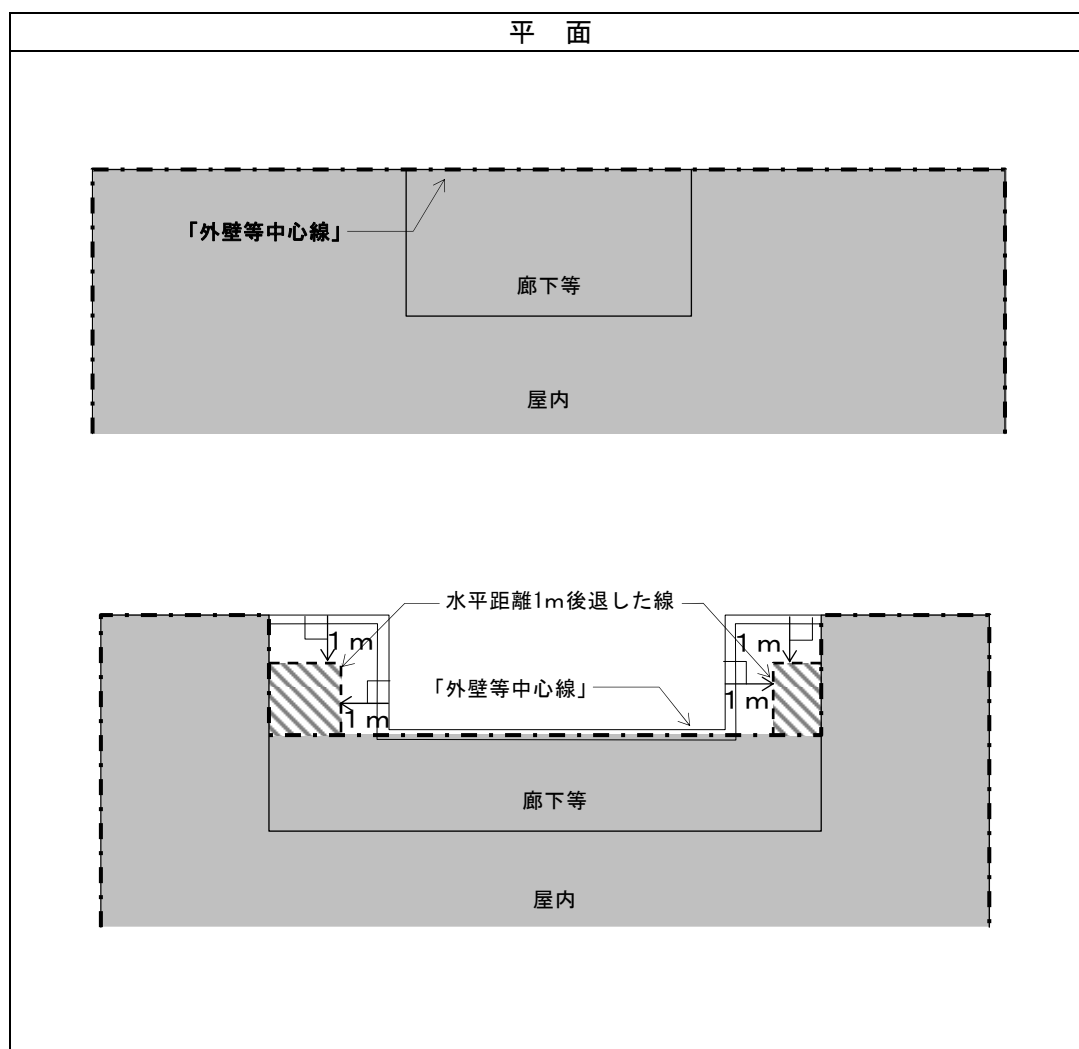 平 面
「外壁等中心線」
廊下等
屋内
水平距離1m後退した線
1m
1m
「外壁等中心線」
1m
1m
廊下等
屋内